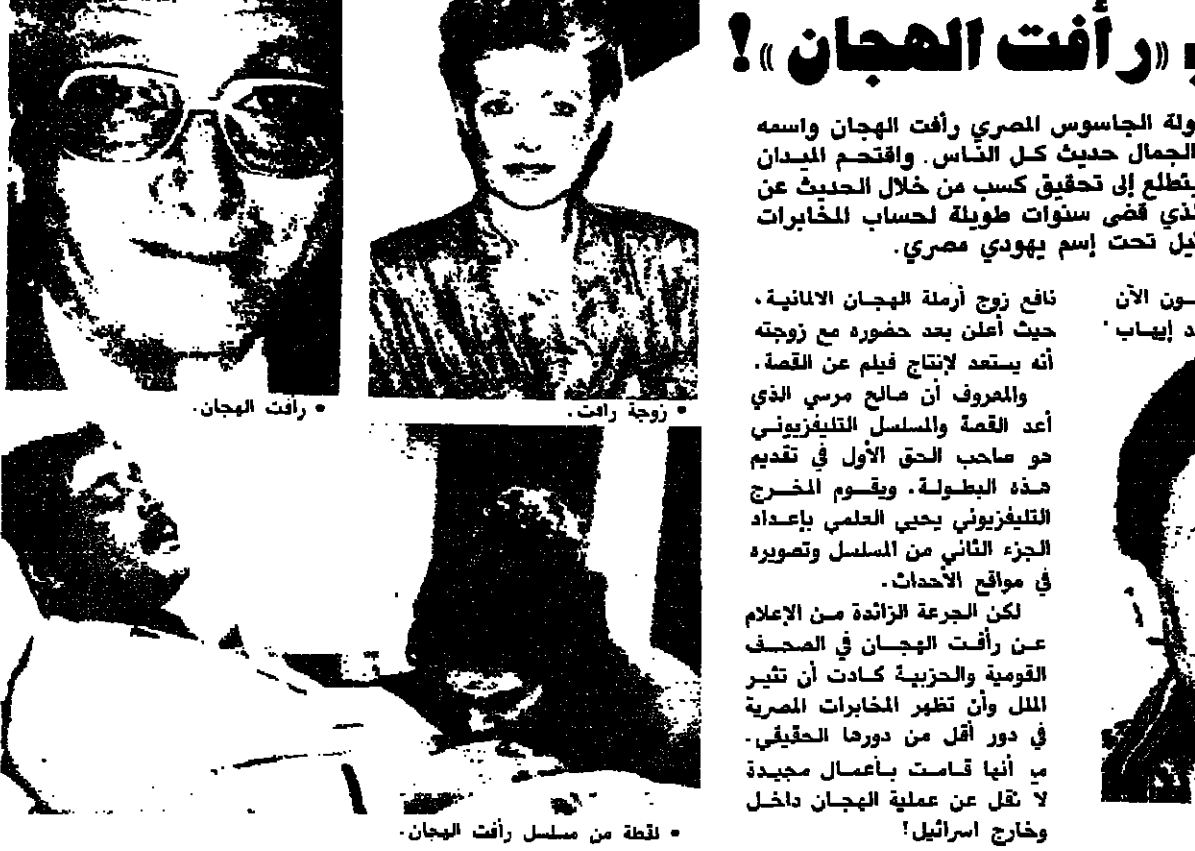 «رأفت الهجان»!
ولة الجاسوس المصري رأفت الهجان واسمه
لجمال حديث كل الناس. واقتحم الميدان
يتطلع إلى تحقيق كسب من خلال الحديث عن
لذي قضى سنوات طويلة لحساب المخابرات
ئيل تحت إسم يهودي مصري.
ـون الآن
د إيهاب
نافع زوج أرملة الهجان الالمانية،
حيث أعلن بعد حضوره مع زوجته
أنه يستعد لإنتاج فيلم عن القصة.
والمعروف أن صالح مرسي الذي
أعد القصة والمسلسل التليفزيوني
هو صاحب الحق الأول في تقديم
هذه البطولة. ويقوم المخرج
التليفزيوني يحيي العلمي بإعداد
الجزء الثاني من المسلسل وتصويره
في مواقع الأحداث.
لكن الجرعة الزائدة من الإعلام
عن رأفت الهجان في الصحف
القومية والحزبية كادت أن تثير
الملل وأن تظهر المخابرات المصرية
في دور أقل من دورها الحقيقي.
أنها قامت بأعمال مجيدة
لا تقل عن عملية الهجان داخل
وخارج اسرائيل!
• رأفت الهجان.
• زوجة رافت.
• لقطة من مسلسل رأفت الهجان.